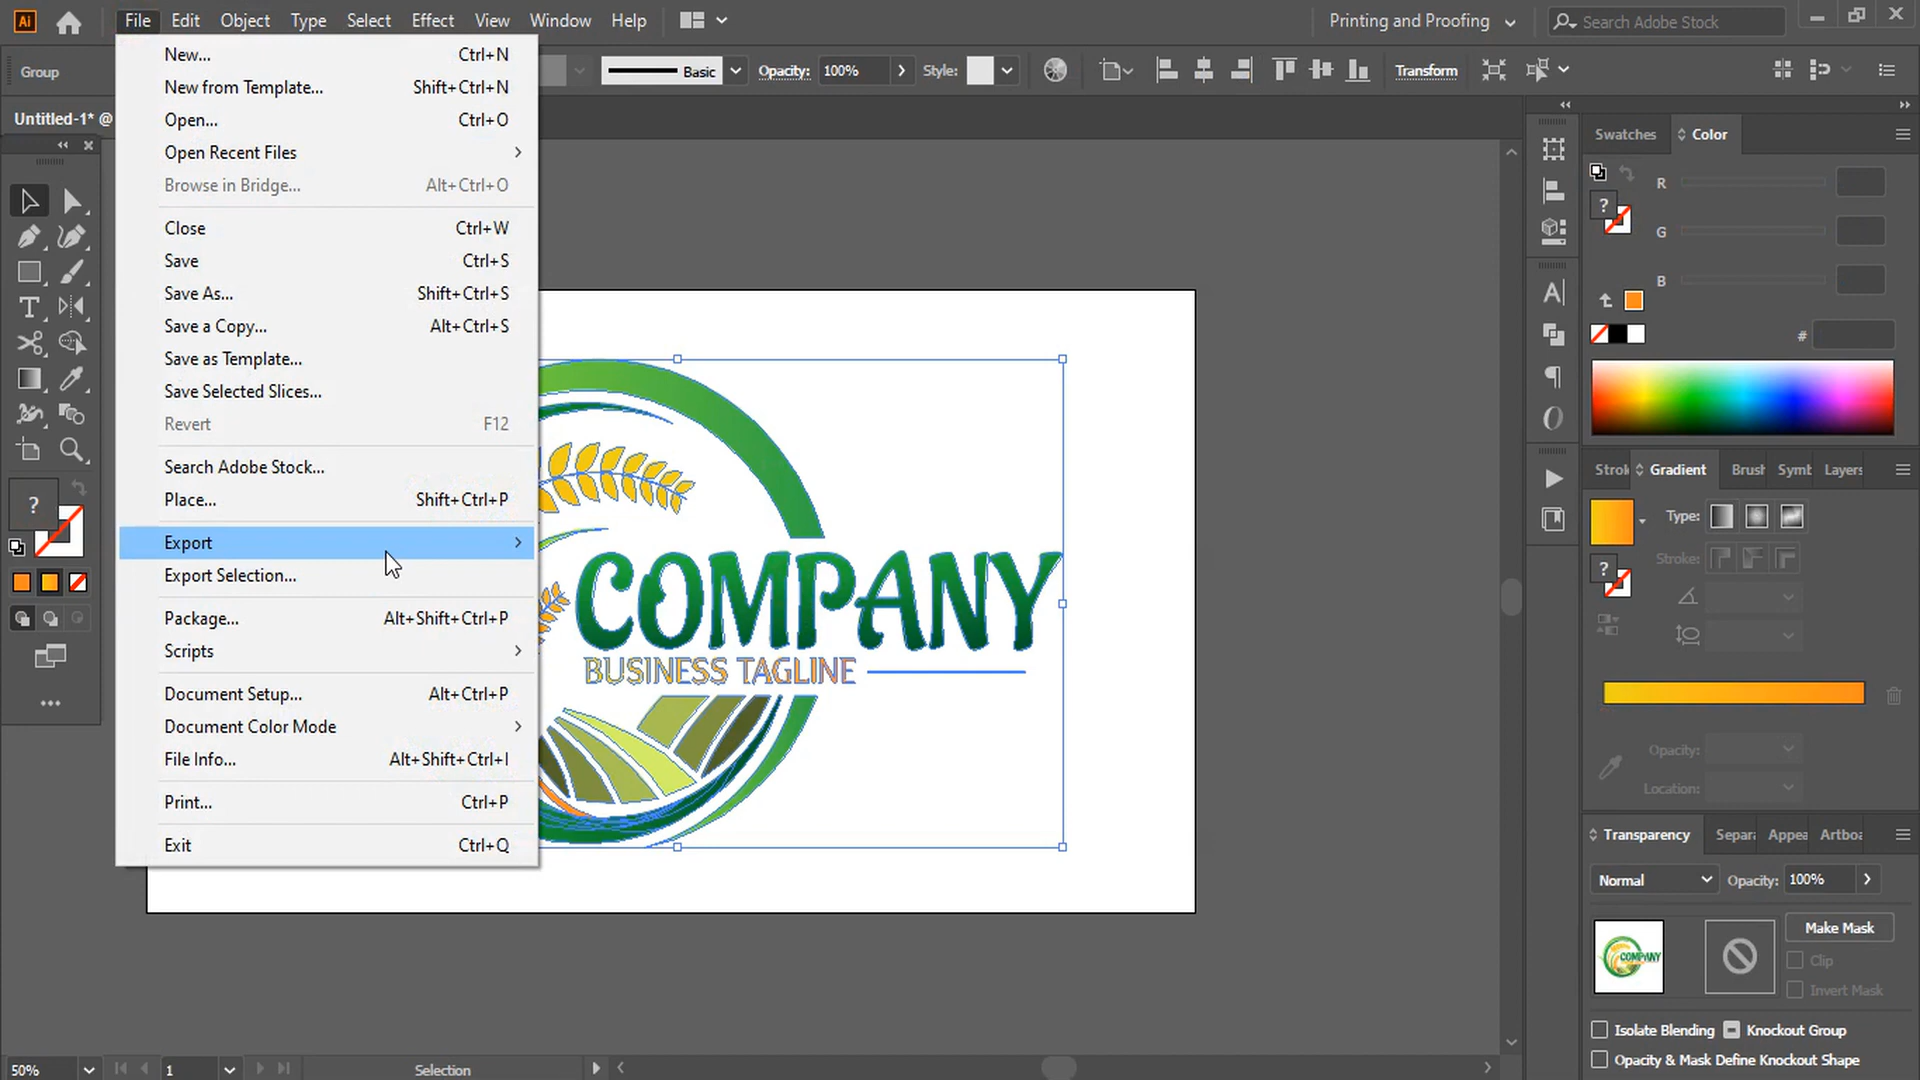 Ai File Edit Object Type Select Effect View Window Help Printing and Proofing Search Adobe Stock
Group Basic Opacity: 100% Style: Transform
Untitled-1* @
New... Ctrl+N
New from Template... Shift+Ctrl+N
Open... Ctrl+O
Open Recent Files
Browse in Bridge... Alt+Ctrl+O
Close Ctrl+W
Save Ctrl+S
Save As... Shift+Ctrl+S
Save a Copy... Alt+Ctrl+S
Save as Template...
Save Selected Slices...
Revert F12
Search Adobe Stock...
Place... Shift+Ctrl+P
Export
Export Selection...
Package... Alt+Shift+Ctrl+P
Scripts
Document Setup... Alt+Ctrl+P
Document Color Mode
File Info... Alt+Shift+Ctrl+I
Print... Ctrl+P
Exit Ctrl+Q
COMPANY
BUSINESS TAGLINE
Swatches Color
R
G
B
#
Strok Gradient Brush Symb Layers
Type:
Stroke:
Opacity:
Location:
Transparency Separa Appea Artboa
Normal Opacity: 100%
COMPANY
Make Mask
Clip
Invert Mask
Isolate Blending Knockout Group
Opacity & Mask Define Knockout Shape
50% 1 Selection